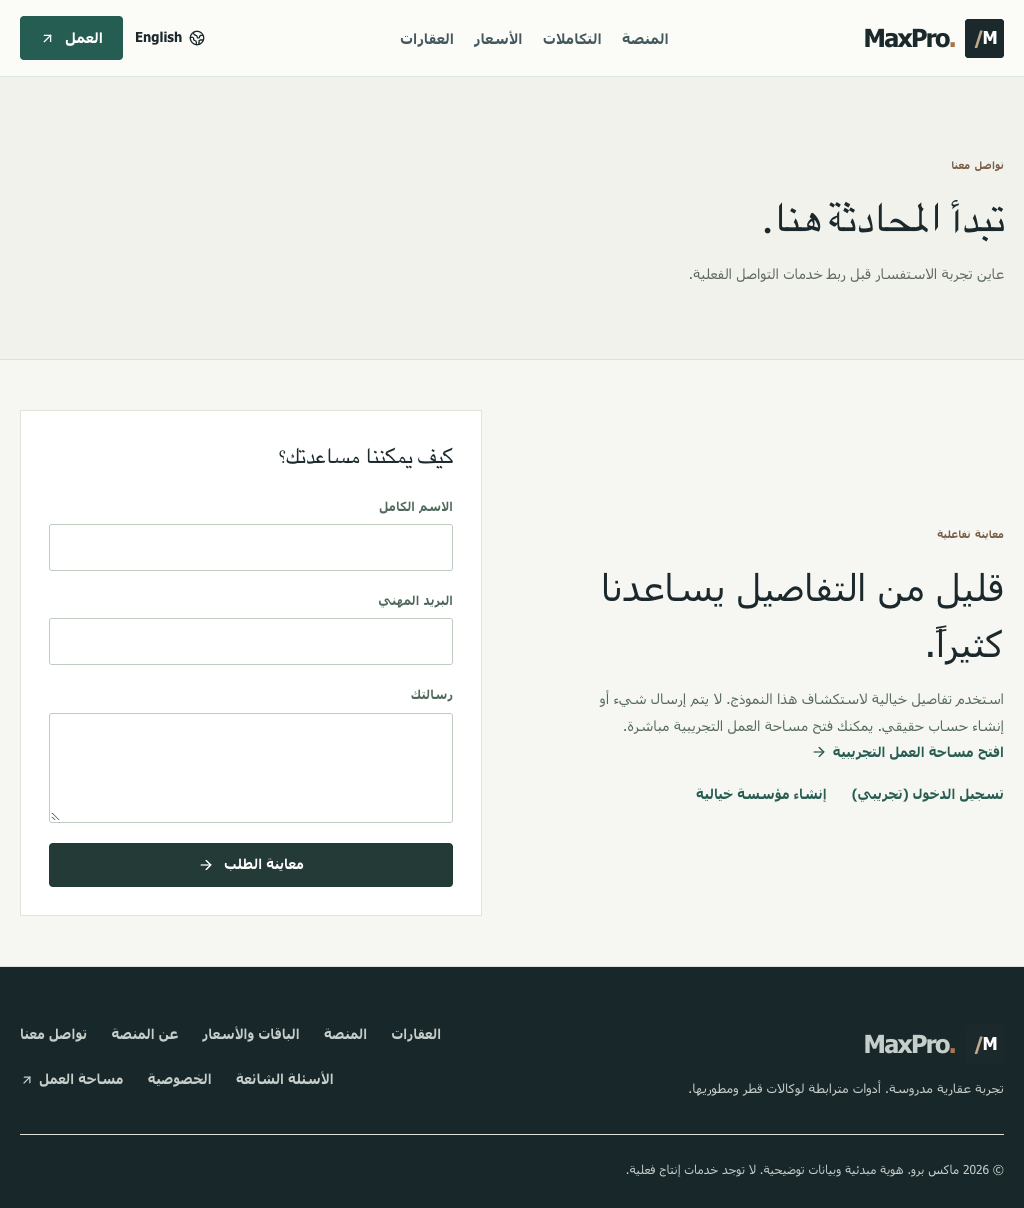 M/ MaxPro.
المنصة التكاملات الأسعار العقارات
English
العمل
تواصل معنا
تبدأ المحادثة هنا.
عاين تجربة الاستفسار قبل ربط خدمات التواصل الفعلية.
معاينة تفاعلية
قليل من التفاصيل يساعدنا
كثيراً.
استخدم تفاصيل خيالية لاستكشاف هذا النموذج. لا يتم إرسال شيء أو
إنشاء حساب حقيقي. يمكنك فتح مساحة العمل التجريبية مباشرة.
افتح مساحة العمل التجريبية
تسجيل الدخول (تجريبي) إنشاء مؤسسة خيالية
كيف يمكننا مساعدتك؟
الاسم الكامل
البريد المهني
رسالتك
معاينة الطلب
M/ MaxPro.
تجربة عقارية مدروسة. أدوات مترابطة لوكالات قطر ومطوريها.
العقارات المنصة الباقات والأسعار عن المنصة تواصل معنا
الأسئلة الشائعة الخصوصية مساحة العمل
© 2026 ماكس برو. هوية مبدئية وبيانات توضيحية. لا توجد خدمات إنتاج فعلية.